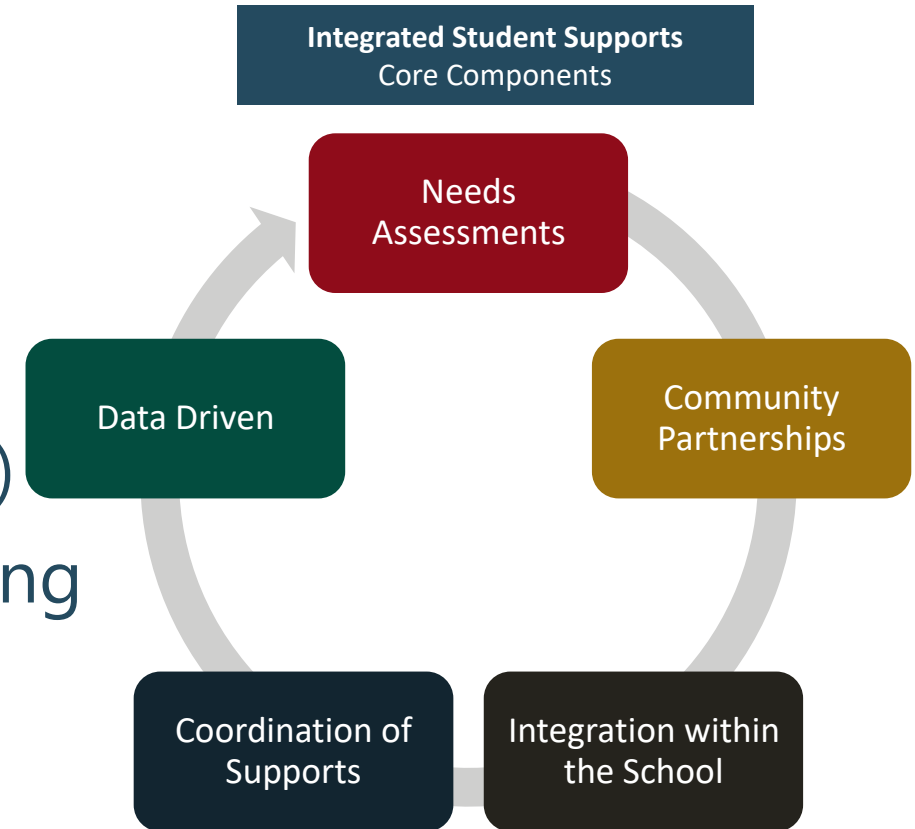 Integrated Student Supports
Core Components
Needs
Assessments
Community
Partnerships
Integration within
the School
Coordination of
Supports
Data Driven
)
ng